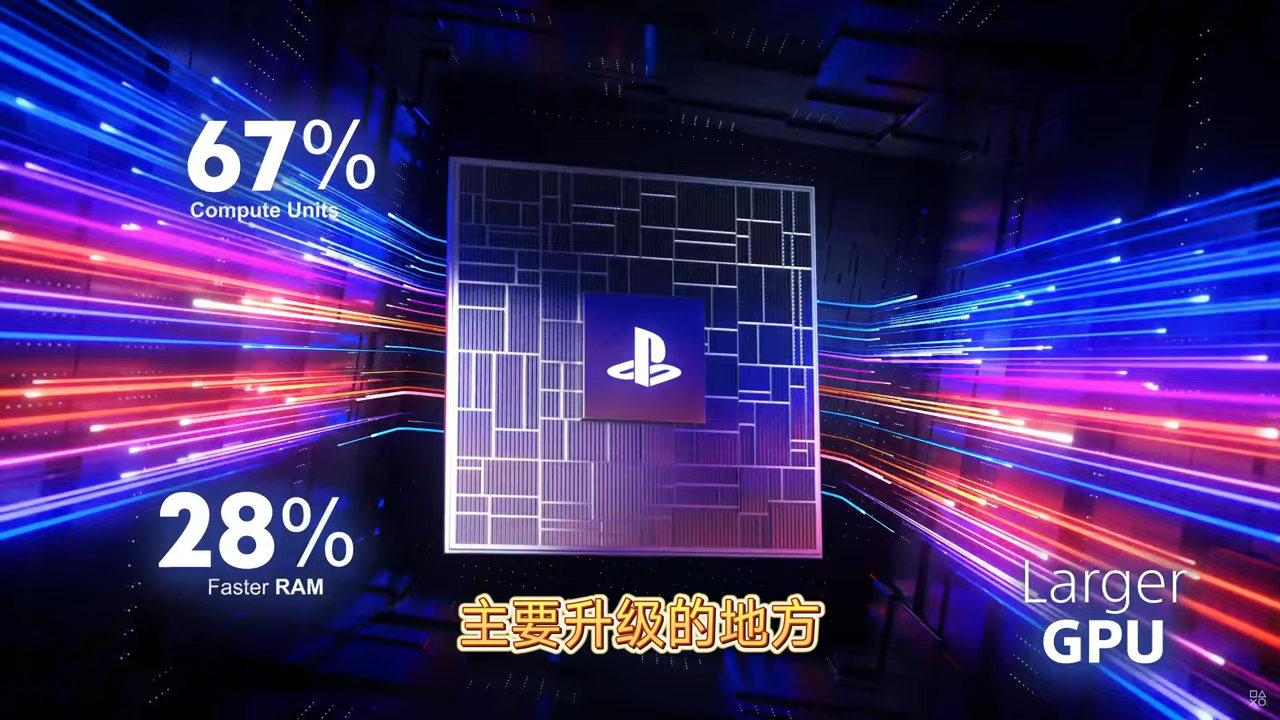 67%
Compute Units
28%
Faster RAM
Larger
GPU
主要升级的地方